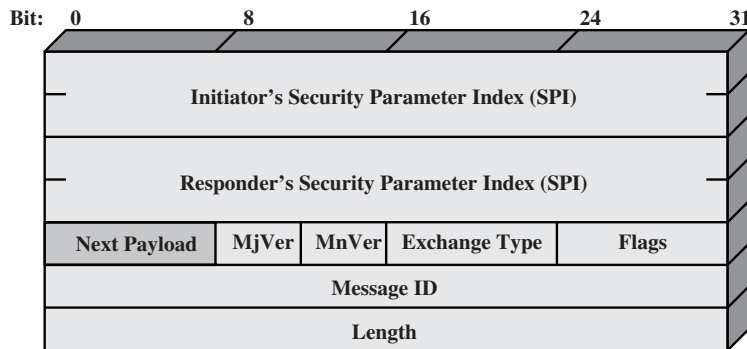 Bit: 0 8 16 24 31
Initiator’s Security Parameter Index (SPI)
Responder’s Security Parameter Index (SPI)
Next Payload MjVer MnVer Exchange Type Flags
Message ID
Length